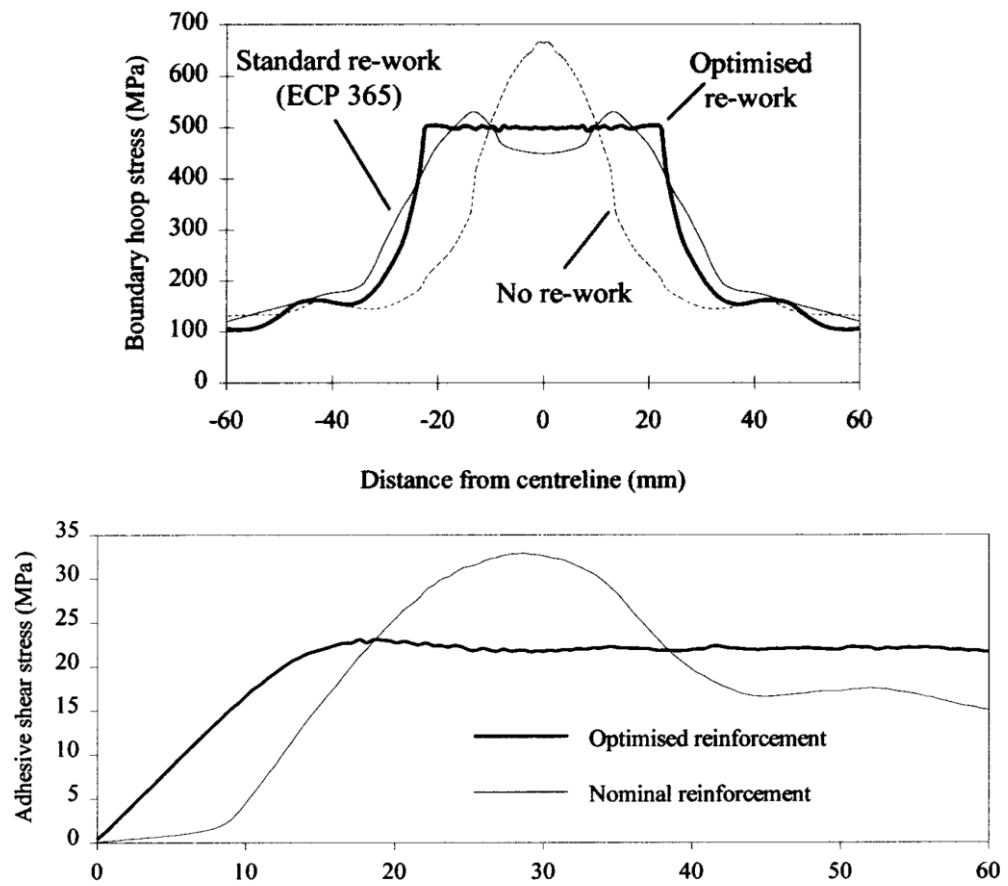 Boundary hoop stress (MPa)
700
600
500
400
300
200
100
0
Standard re-work
(ECP 365)
Optimised
re-work
No re-work
-60 -40 -20 0 20 40 60
Distance from centreline (mm)
Adhesive shear stress (MPa)
35
30
25
20
15
10
5
0
Optimised reinforcement
Nominal reinforcement
0 10 20 30 40 50 60